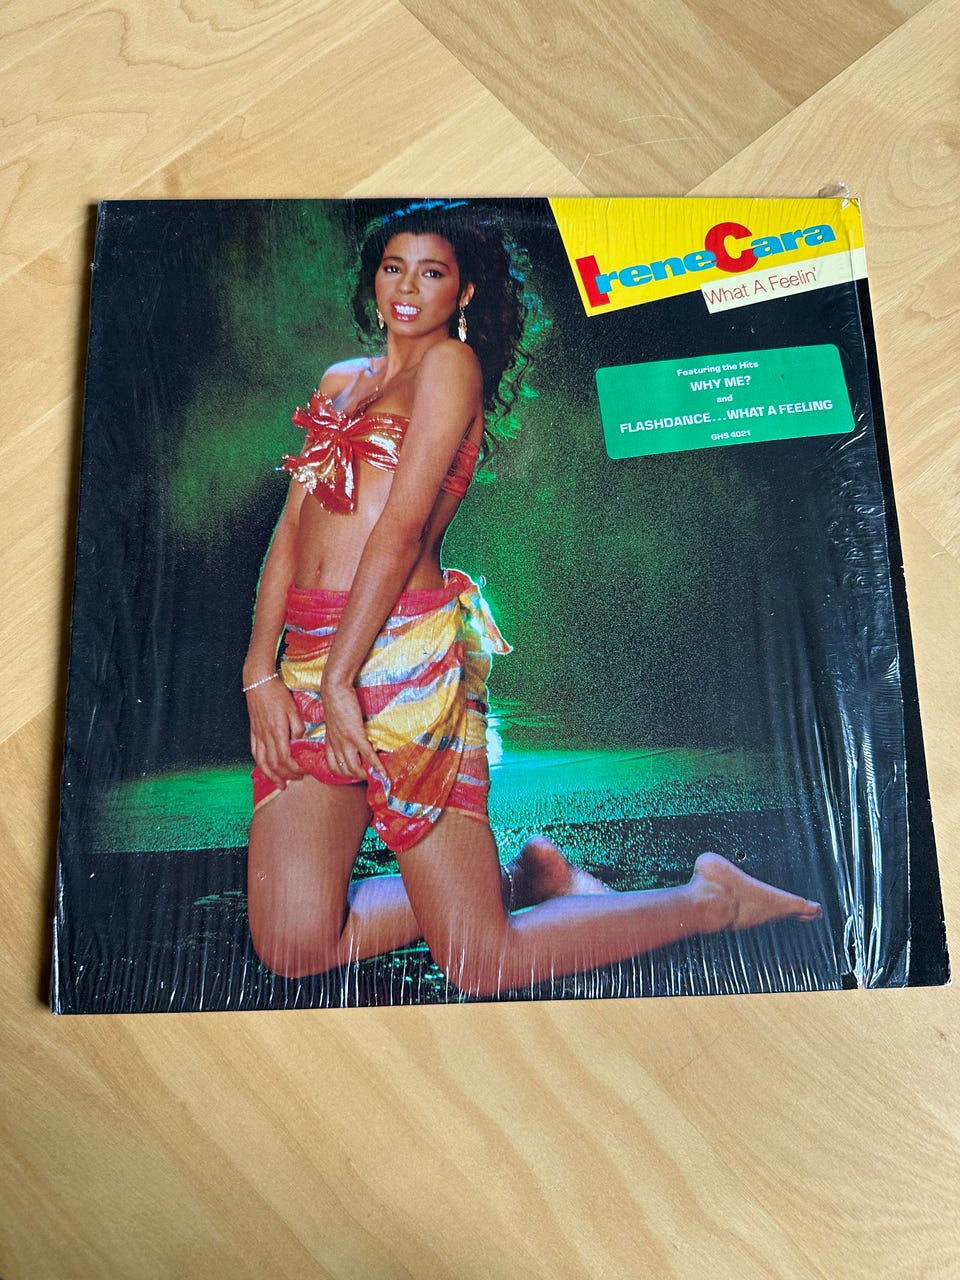 Irene Cara
What A Feelin'
Featuring the Hits
WHY ME?
and
FLASHDANCE...WHAT A FEELING
GHS 4021